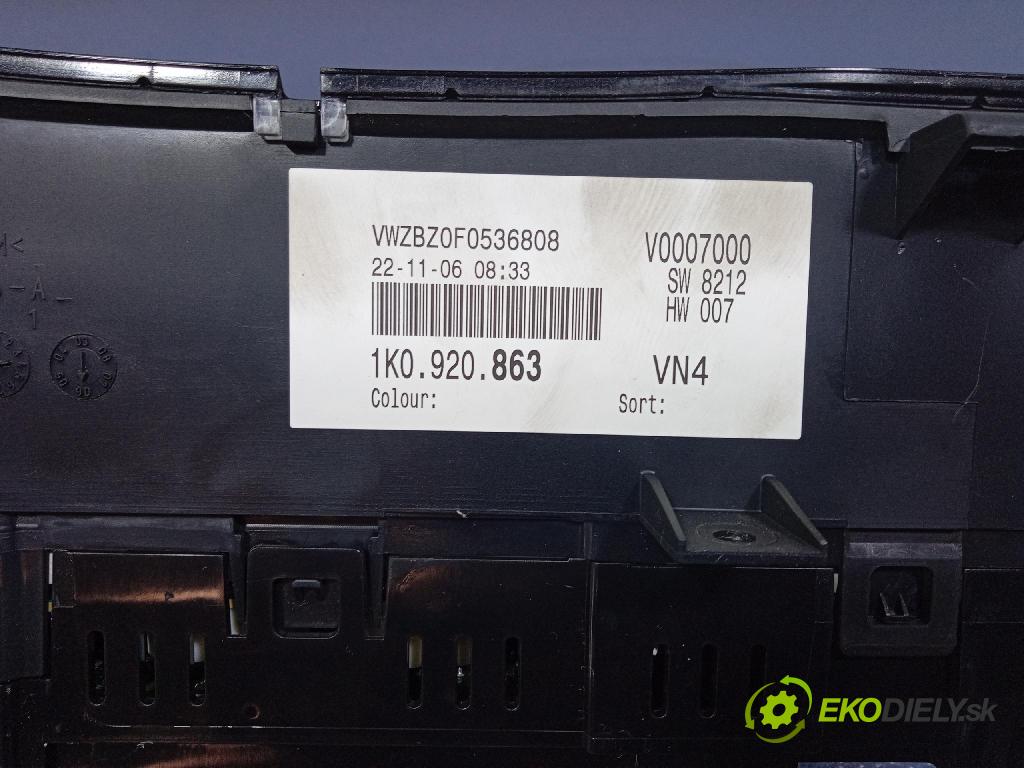 VWZBZ0F0536808
22-11-06 08:33
1K0.920.863
Colour:
V0007000
SW 8212
HW 007
VN4
Sort:
-A-
1
EKODIELY.sk